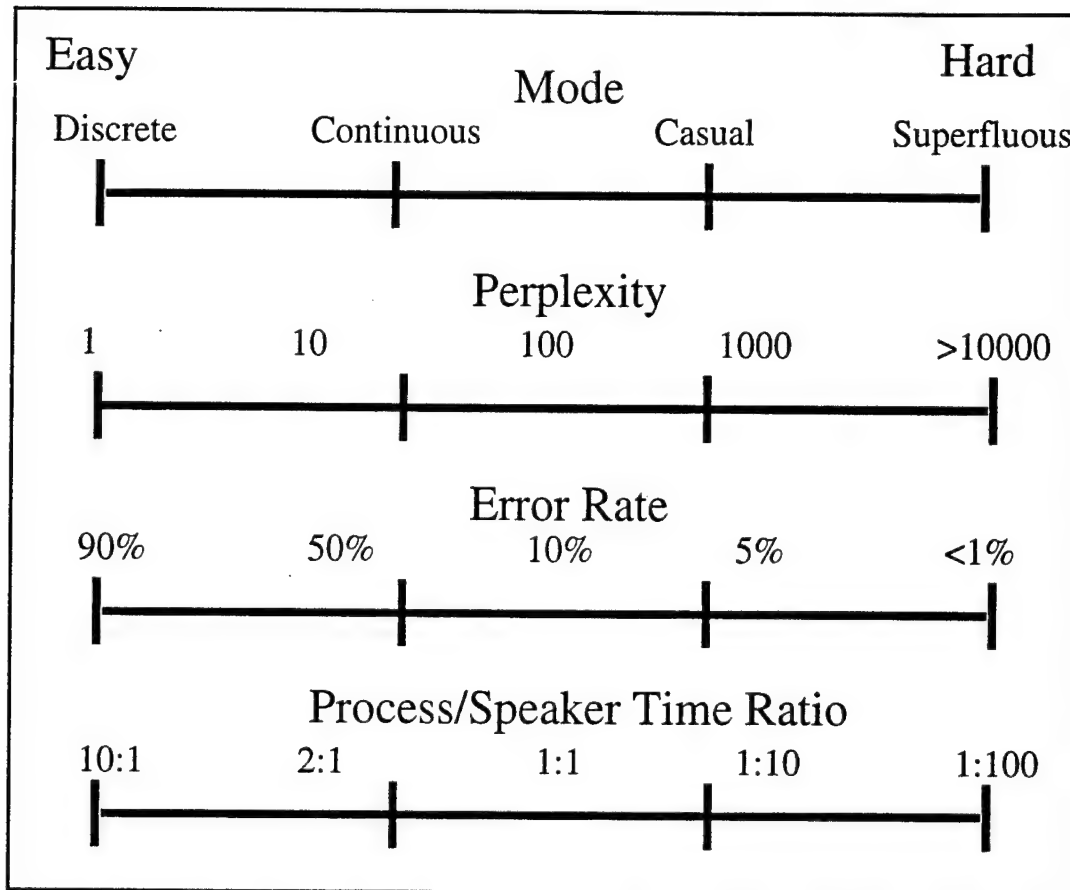 Easy Hard
Mode
Discrete Continuous Casual Superfluous
Perplexity
1 10 100 1000 >10000
Error Rate
90% 50% 10% 5% <1%
Process/Speaker Time Ratio
10:1 2:1 1:1 1:10 1:100